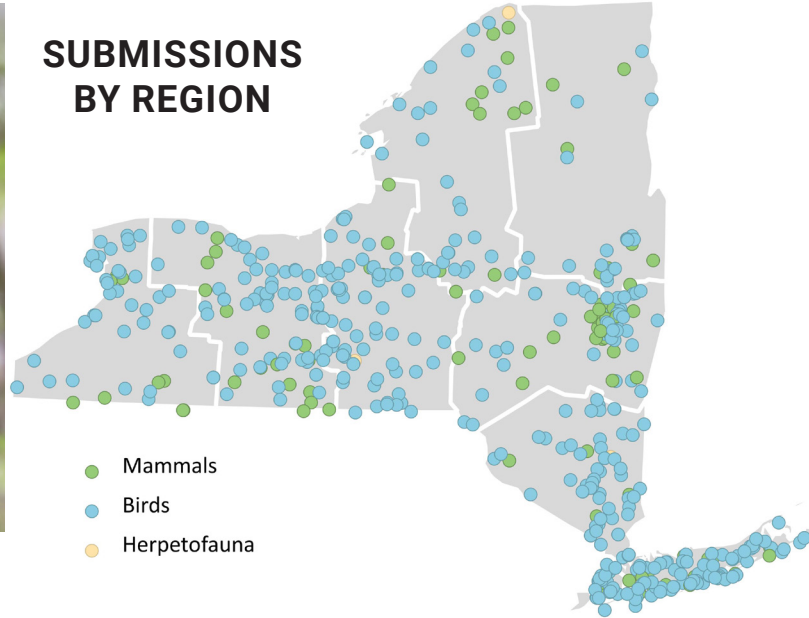 SUBMISSIONS
BY REGION
Mammals
Birds
Herpetofauna